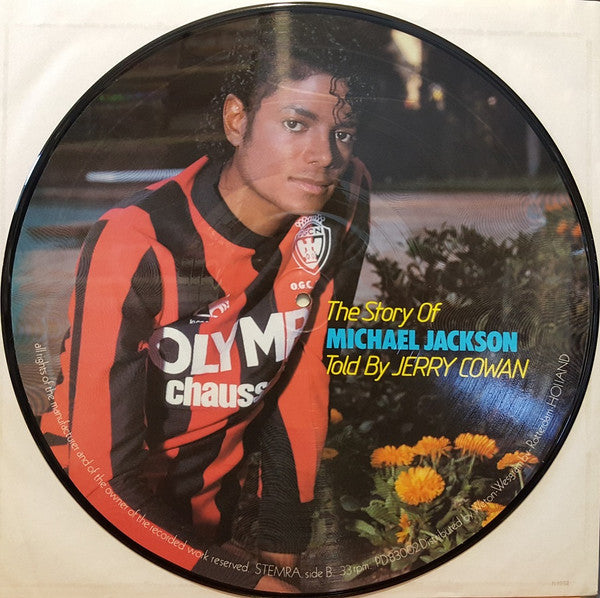 O.G.C.
OLYMP
chauss
The Story Of
MICHAEL JACKSON
Told By JERRY COWAN
all rights of the manufacturer and of the owner of the recorded work reserved. STEMRA. side B. 33 rpm. PD 83002 Distributed by Rotterdam HOllAND